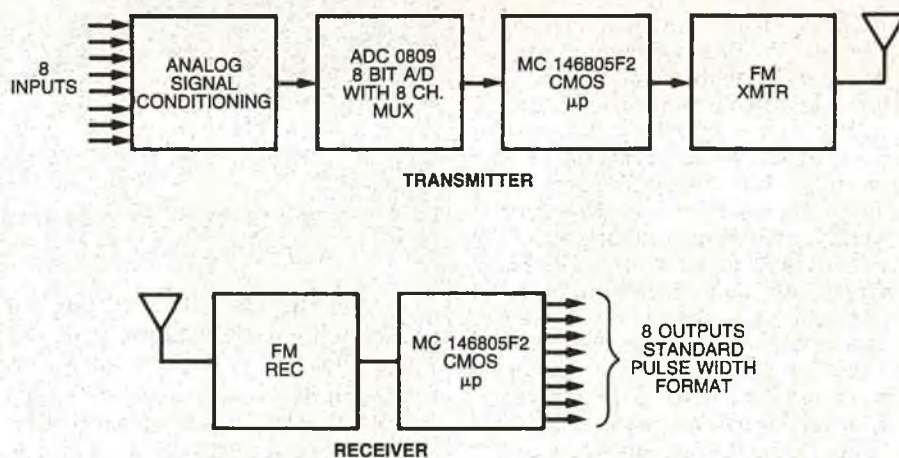 8
INPUTS
ANALOG
SIGNAL
CONDITIONING
ADC 0809
8 BIT A/D
WITH 8 CH.
MUX
MC 146805F2
CMOS
μp
FM
XMTR
TRANSMITTER
FM
REC
MC 146805F2
CMOS
μp
8 OUTPUTS
STANDARD
PULSE WIDTH
FORMAT
RECEIVER